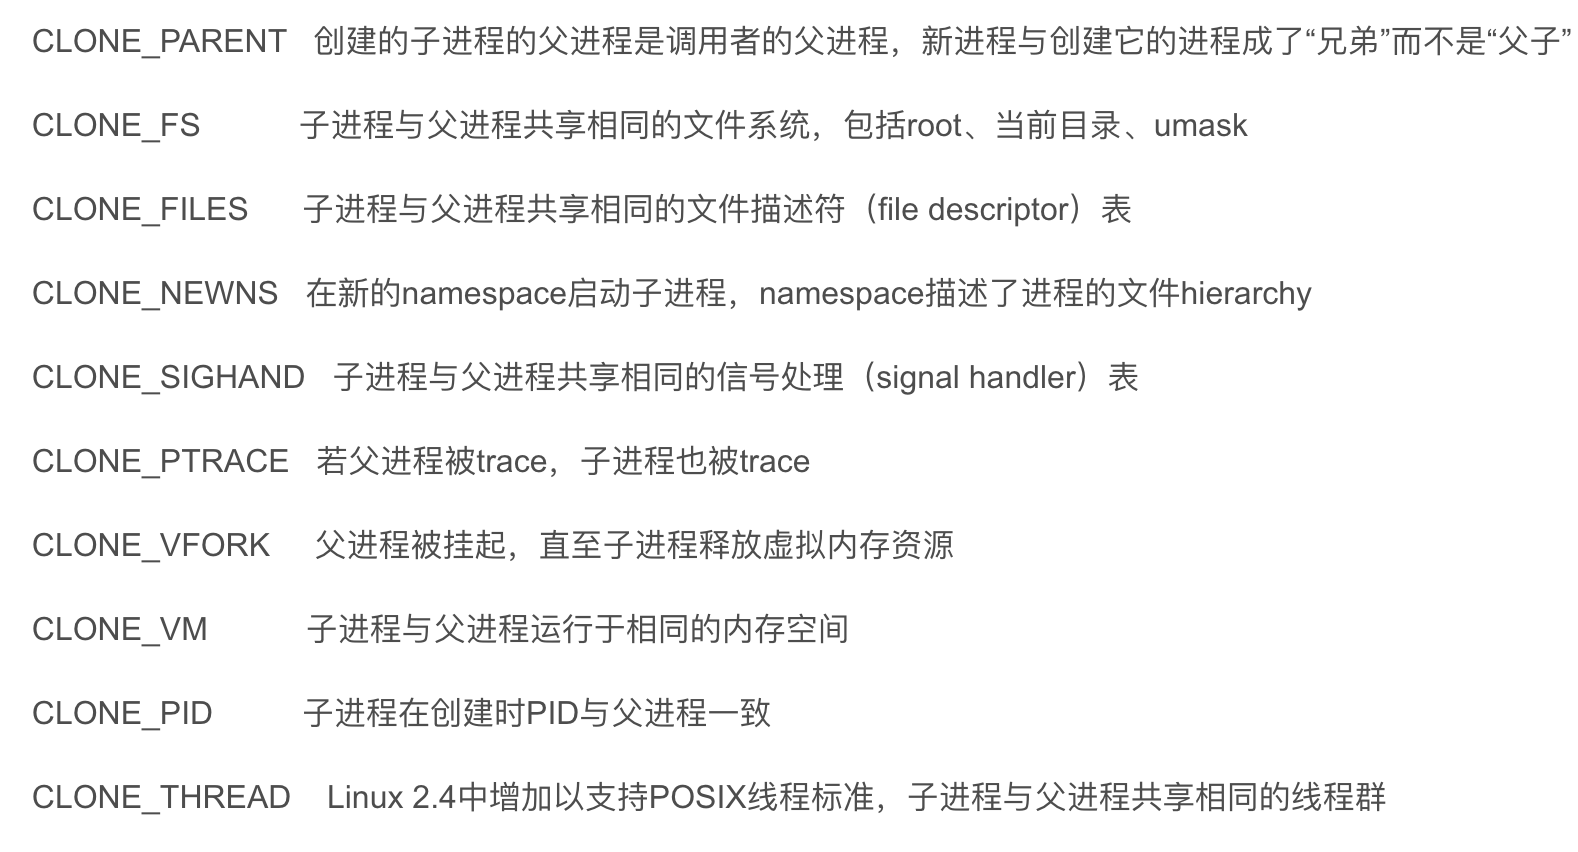 CLONE_PARENT 创建的子进程的父进程是调用者的父进程，新进程与创建它的进程成了“兄弟”而不是“父子”
CLONE_FS 子进程与父进程共享相同的文件系统，包括root、当前目录、umask
CLONE_FILES 子进程与父进程共享相同的文件描述符（file descriptor）表
CLONE_NEWNS 在新的namespace启动子进程，namespace描述了进程的文件hierarchy
CLONE_SIGHAND 子进程与父进程共享相同的信号处理（signal handler）表
CLONE_PTRACE 若父进程被trace，子进程也被trace
CLONE_VFORK 父进程被挂起，直至子进程释放虚拟内存资源
CLONE_VM 子进程与父进程运行于相同的内存空间
CLONE_PID 子进程在创建时PID与父进程一致
CLONE_THREAD Linux 2.4中增加以支持POSIX线程标准，子进程与父进程共享相同的线程群